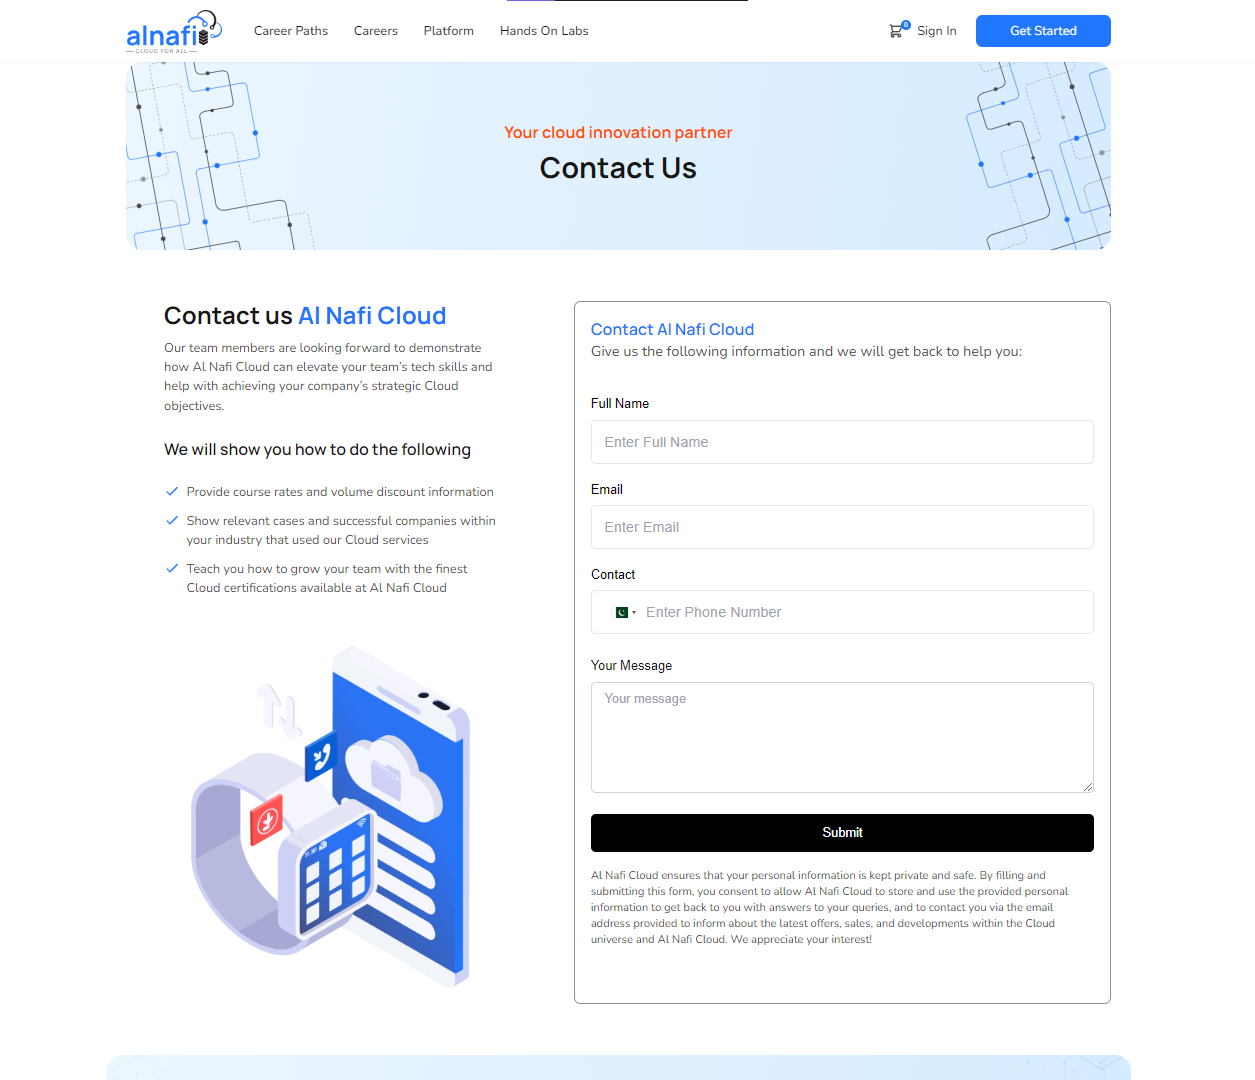 alnafi
CLOUD FOR ALL
Career Paths
Careers
Platform
Hands On Labs
0
Sign In
Get Started
Your cloud innovation partner
Contact Us
Contact us Al Nafi Cloud
Our team members are looking forward to demonstrate
how Al Nafi Cloud can elevate your team’s tech skills and
help with achieving your company’s strategic Cloud
objectives.
We will show you how to do the following
Provide course rates and volume discount information
Show relevant cases and successful companies within
your industry that used our Cloud services
Teach you how to grow your team with the finest
Cloud certifications available at Al Nafi Cloud
Contact Al Nafi Cloud
Give us the following information and we will get back to help you:
Full Name
Enter Full Name
Email
Enter Email
Contact
Enter Phone Number
Your Message
Your message
Submit
Al Nafi Cloud ensures that your personal information is kept private and safe. By filling and
submitting this form, you consent to allow Al Nafi Cloud to store and use the provided personal
information to get back to you with answers to your queries, and to contact you via the email
address provided to inform about the latest offers, sales, and developments within the Cloud
universe and Al Nafi Cloud. We appreciate your interest!